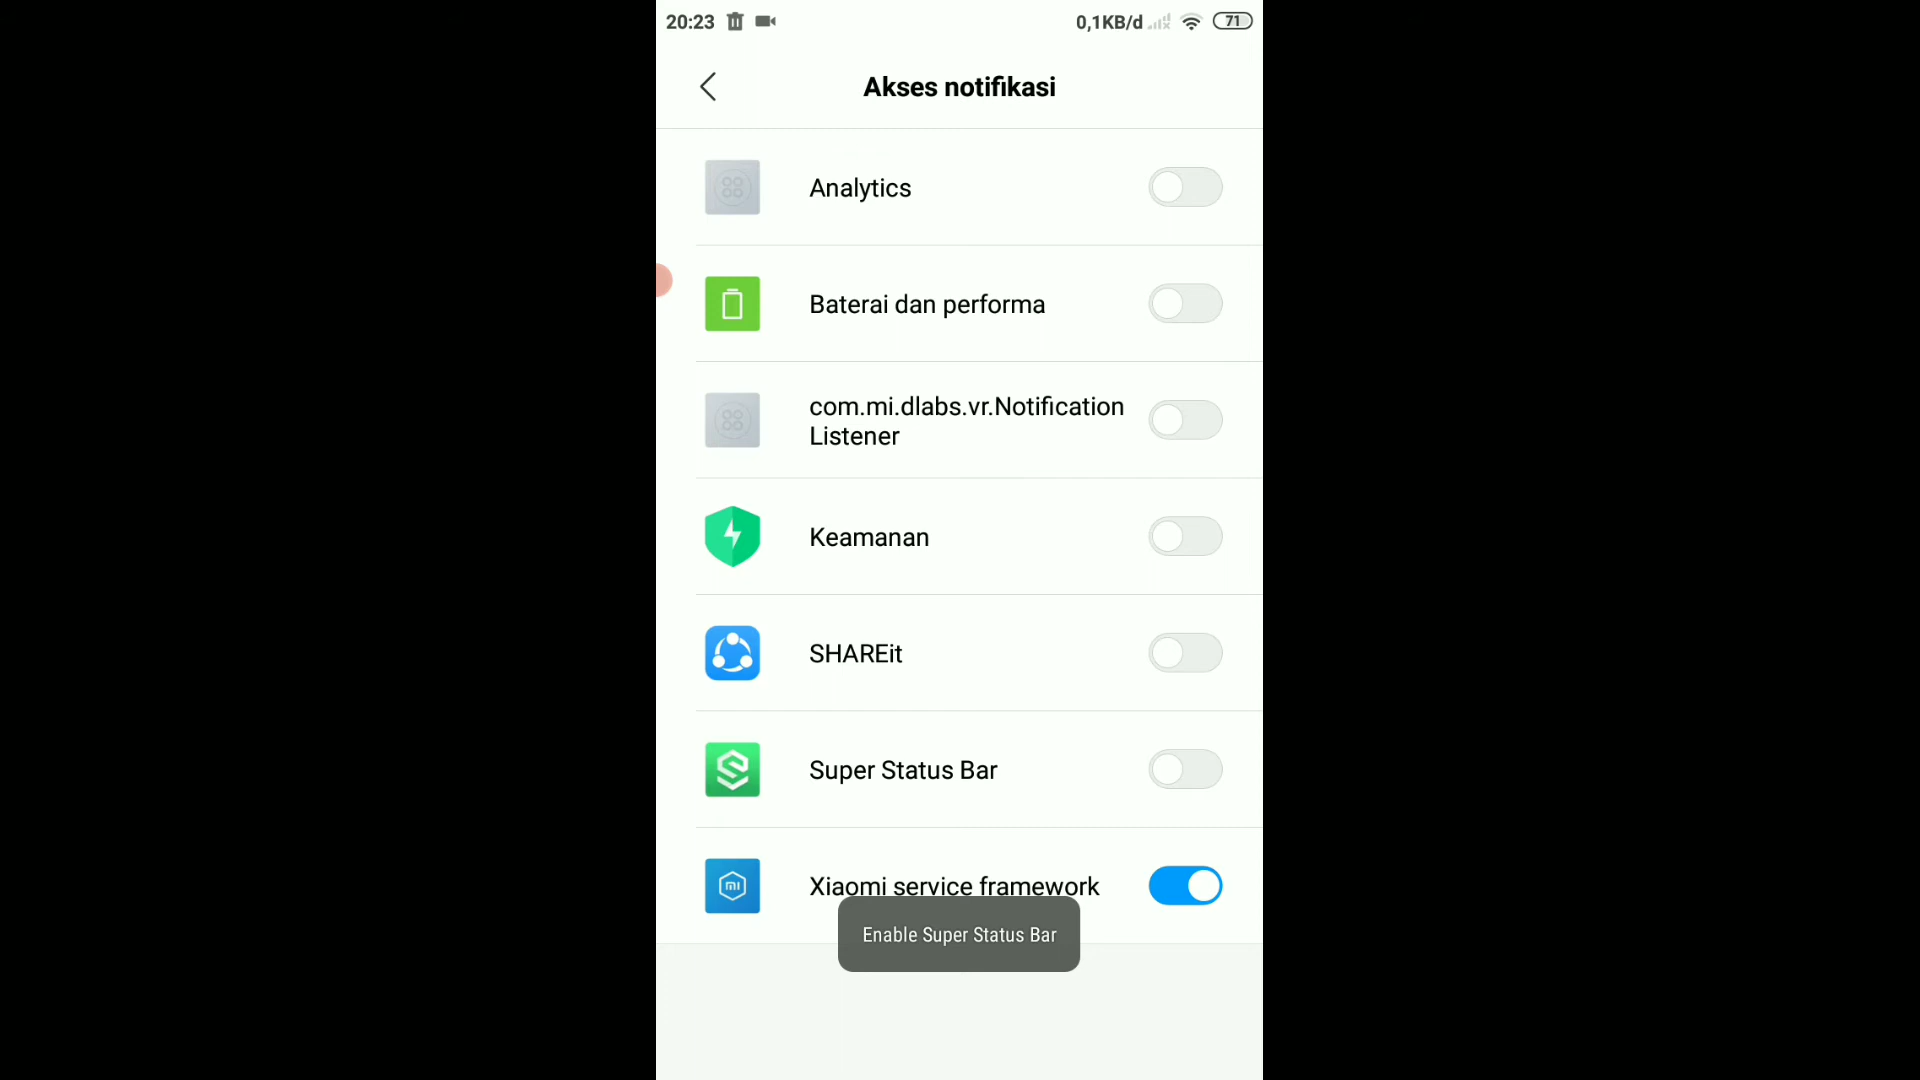 20:23 0,1KB/d 71
Akses notifikasi
Analytics
Baterai dan performa
com.mi.dlabs.vr.Notification
Listener
Keamanan
SHAREit
Super Status Bar
Xiaomi service framework
Enable Super Status Bar